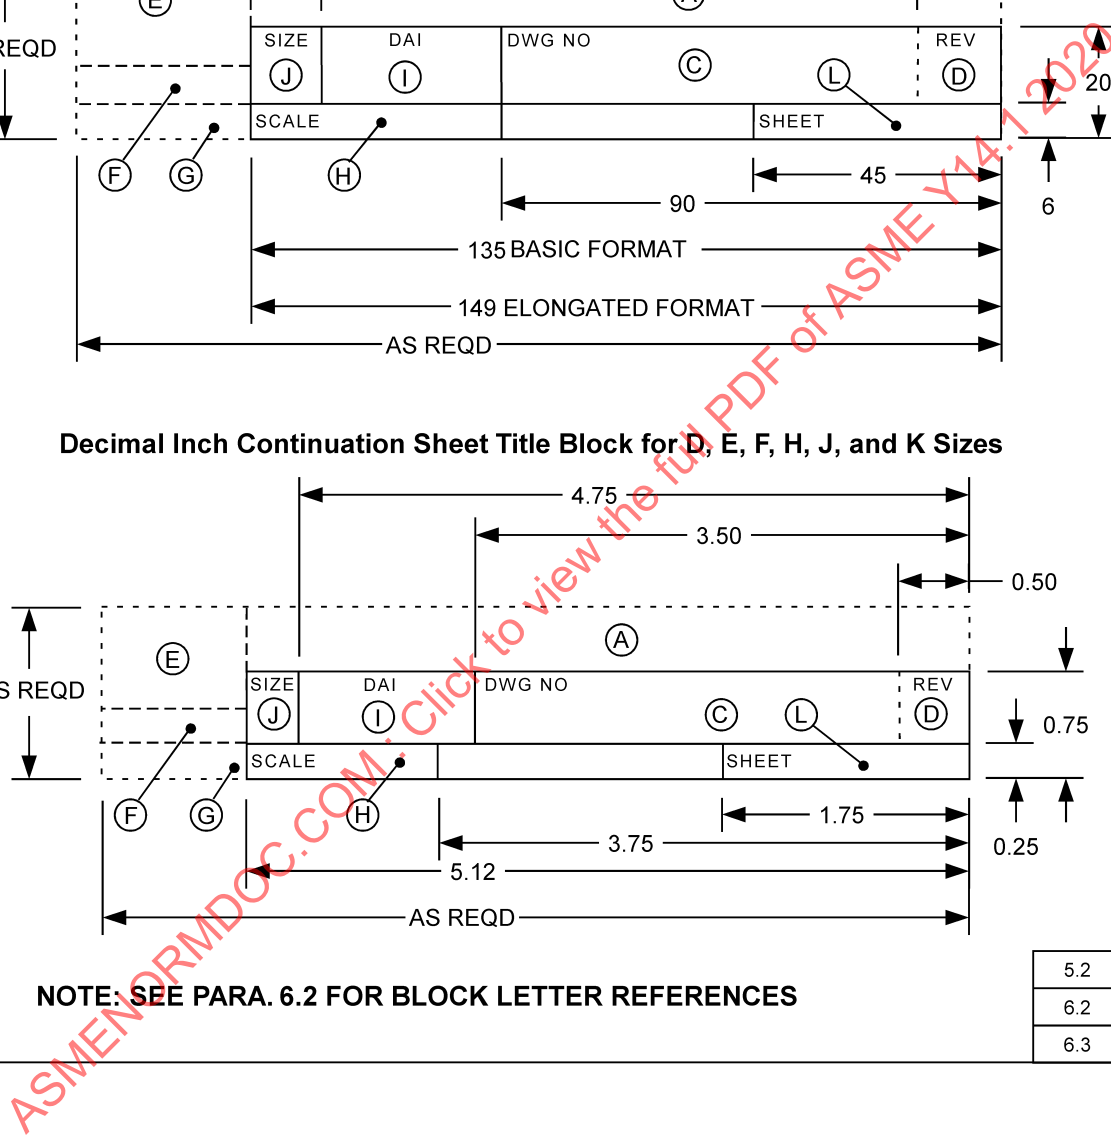 E
A
REQD
SIZE DAI DWG NO REV
J I C L D
20
SCALE SHEET
F G H
45
90
6
135 BASIC FORMAT
149 ELONGATED FORMAT
AS REQD
Decimal Inch Continuation Sheet Title Block for D, E, F, H, J, and K Sizes
4.75
3.50
0.50
A
E
S REQD
SIZE DAI DWG NO REV
J I C L D
0.75
SCALE SHEET
F G H
1.75
3.75
0.25
5.12
AS REQD
NOTE: SEE PARA. 6.2 FOR BLOCK LETTER REFERENCES
5.2
6.2
6.3
ASMENORMDOC.COM : Click to view the full PDF of ASME Y14.1 2020